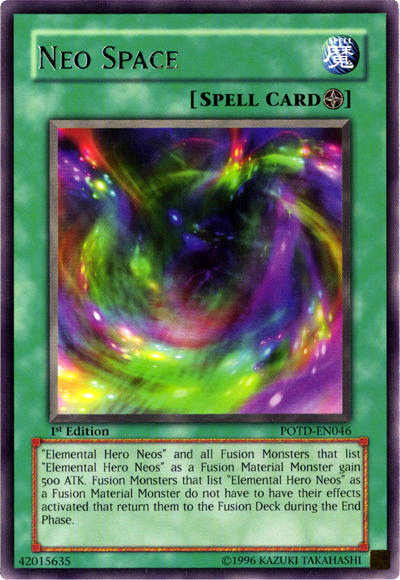 NEO SPACE
SPELL
魔
[SPELL CARD]
1st Edition
POTD-EN046
"Elemental Hero Neos" and all Fusion Monsters that list
"Elemental Hero Neos" as a Fusion Material Monster gain
500 ATK. Fusion Monsters that list "Elemental Hero Neos" as
a Fusion Material Monster do not have to have their effects
activated that return them to the Fusion Deck during the End
Phase.
42015635
©1996 KAZUKI TAKAHASHI